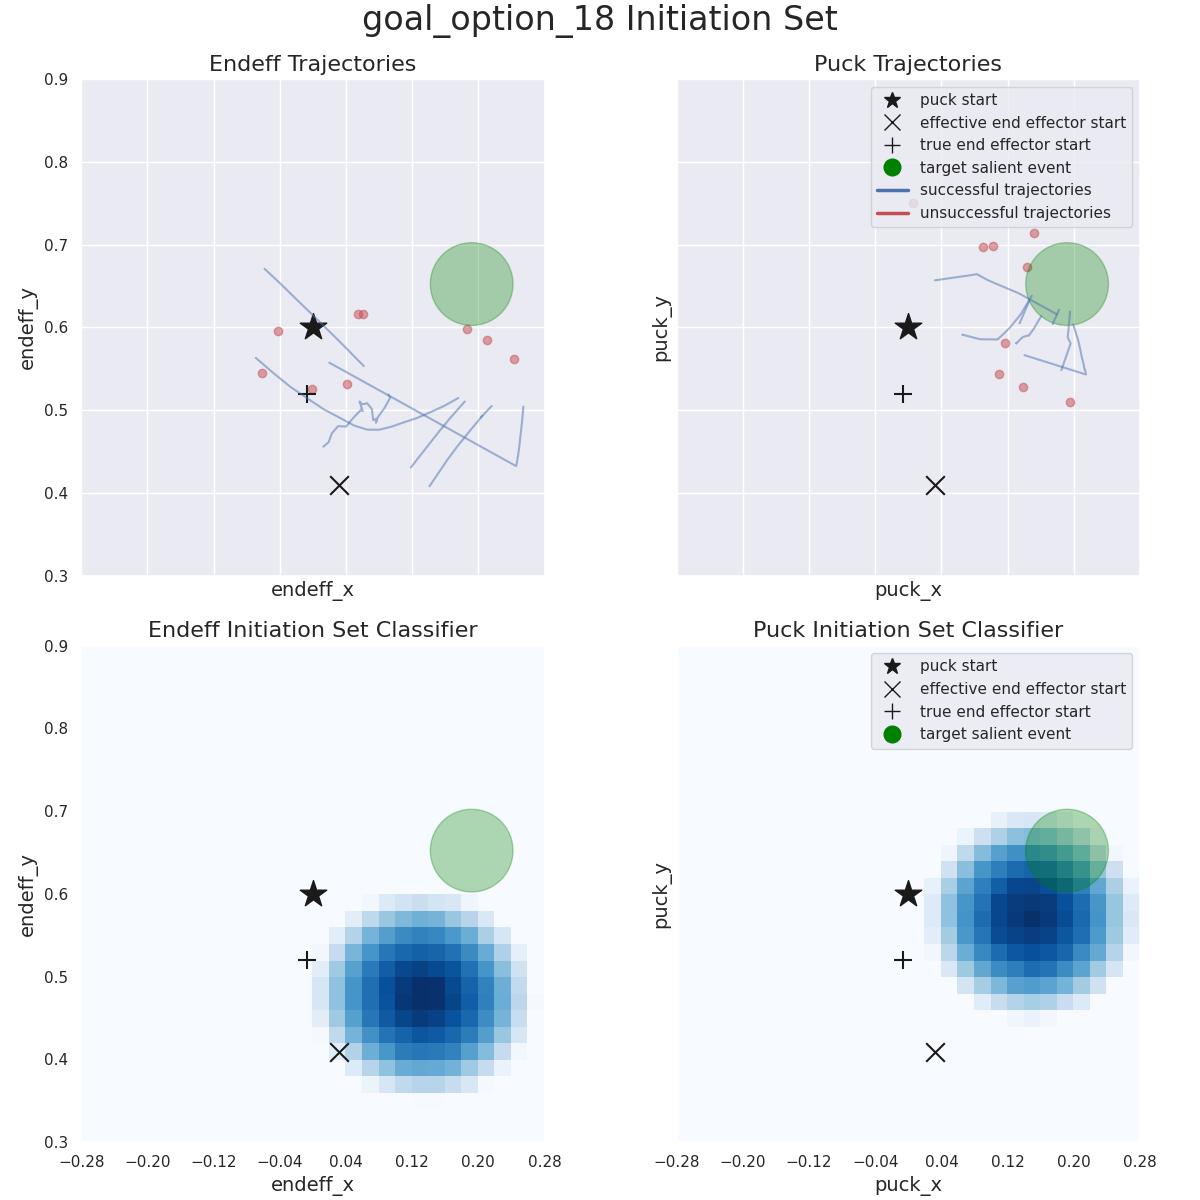 goal_option_18 Initiation Set
Endeff Trajectories
0.9
0.8
0.7
0.6
0.5
0.4
0.3
endeff_y
endeff_x
Puck Trajectories
puck start
effective end effector start
true end effector start
target salient event
successful trajectories
unsuccessful trajectories
puck_y
puck_x
Endeff Initiation Set Classifier
0.9
0.8
0.7
0.6
0.5
0.4
0.3
endeff_y
−0.28 −0.20 −0.12 −0.04 0.04 0.12 0.20 0.28
endeff_x
Puck Initiation Set Classifier
puck start
effective end effector start
true end effector start
target salient event
puck_y
−0.28 −0.20 −0.12 −0.04 0.04 0.12 0.20 0.28
puck_x